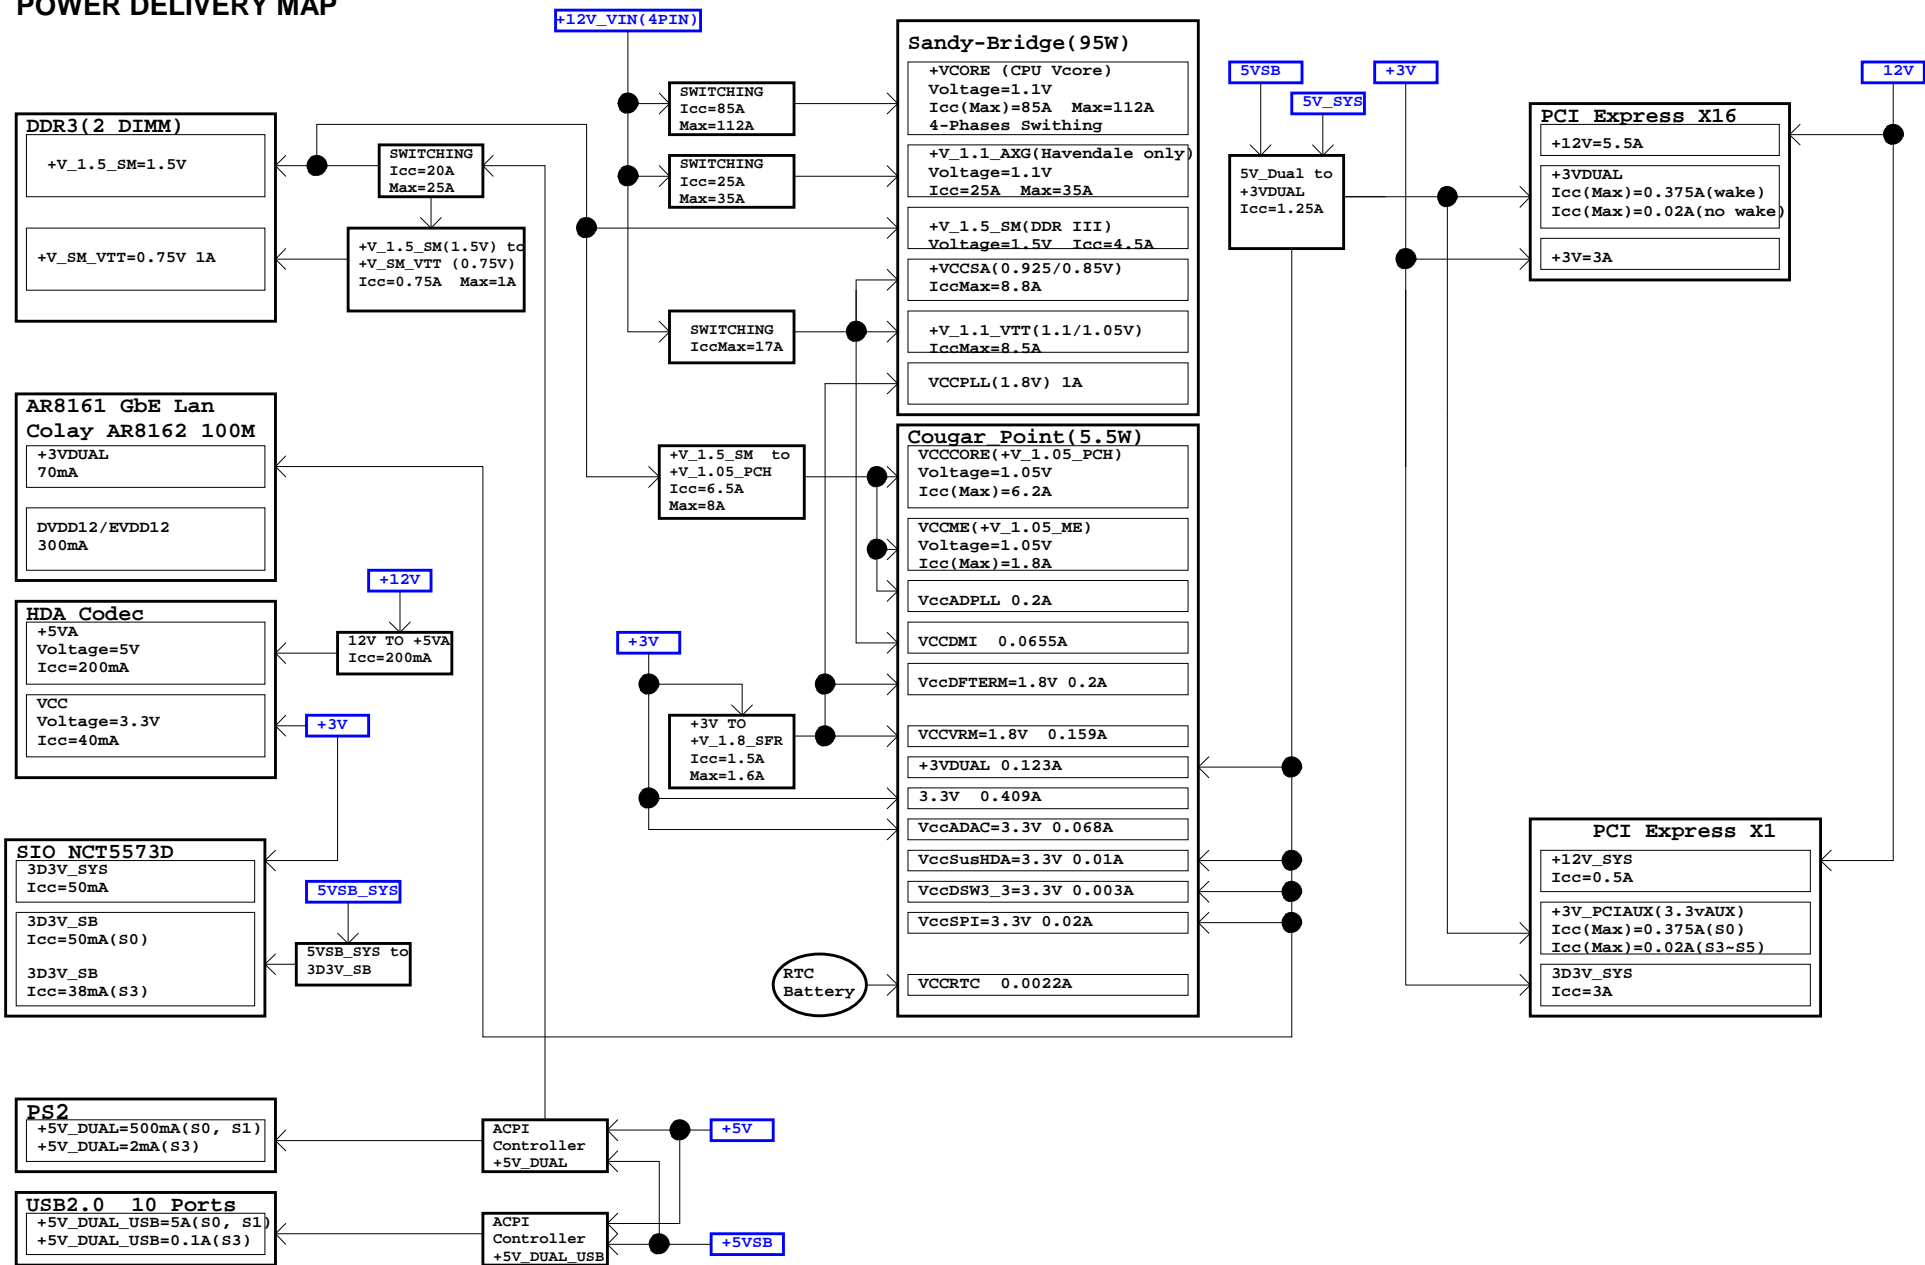 POWER DELIVERY MAP
+12V_VIN(4PIN)
DDR3(2 DIMM)
+V_1.5_SM=1.5V
+V_SM_VTT=0.75V 1A
SWITCHING
Icc=20A
Max=25A
+V_1.5_SM(1.5V) to
+V_SM_VTT (0.75V)
Icc=0.75A  Max=1A
SWITCHING
Icc=85A
Max=112A
SWITCHING
Icc=25A
Max=35A
SWITCHING
IccMax=17A
Sandy-Bridge(95W)
+VCORE (CPU Vcore)
Voltage=1.1V
Icc(Max)=85A  Max=112A
4-Phases Swithing
+V_1.1_AXG(Havendale only)
Voltage=1.1V
Icc=25A  Max=35A
+V_1.5_SM(DDR III)
Voltage=1.5V  Icc=4.5A
+VCCSA(0.925/0.85V)
IccMax=8.8A
+V_1.1_VTT(1.1/1.05V)
IccMax=8.5A
VCCPLL(1.8V) 1A
5VSB
5V_SYS
5V_Dual to
+3VDUAL
Icc=1.25A
+3V
12V
PCI Express X16
+12V=5.5A
+3VDUAL
Icc(Max)=0.375A(wake)
Icc(Max)=0.02A(no wake)
+3V=3A
AR8161 GbE Lan
Colay AR8162 100M
+3VDUAL
70mA
DVDD12/EVDD12
300mA
+V_1.5_SM  to
+V_1.05_PCH
Icc=6.5A
Max=8A
Cougar_Point(5.5W)
VCCCORE(+V_1.05_PCH)
Voltage=1.05V
Icc(Max)=6.2A
VCCME(+V_1.05_ME)
Voltage=1.05V
Icc(Max)=1.8A
VccADPLL 0.2A
VCCDMI  0.0655A
VccDFTERM=1.8V 0.2A
VCCVRM=1.8V  0.159A
+3VDUAL 0.123A
3.3V  0.409A
VccADAC=3.3V 0.068A
VccSusHDA=3.3V 0.01A
VccDSW3_3=3.3V 0.003A
VccSPI=3.3V 0.02A
VCCRTC  0.0022A
+12V
HDA Codec
+5VA
Voltage=5V
Icc=200mA
VCC
Voltage=3.3V
Icc=40mA
12V TO +5VA
Icc=200mA
+3V
+3V
+3V TO
+V_1.8_SFR
Icc=1.5A
Max=1.6A
SIO NCT5573D
3D3V_SYS
Icc=50mA
3D3V_SB
Icc=50mA(S0)
3D3V_SB
Icc=38mA(S3)
5VSB_SYS
5VSB_SYS to
3D3V_SB
RTC
Battery
PCI Express X1
+12V_SYS
Icc=0.5A
+3V_PCIAUX(3.3vAUX)
Icc(Max)=0.375A(S0)
Icc(Max)=0.02A(S3~S5)
3D3V_SYS
Icc=3A
PS2
+5V_DUAL=500mA(S0, S1)
+5V_DUAL=2mA(S3)
ACPI
Controller
+5V_DUAL
+5V
USB2.0  10 Ports
+5V_DUAL_USB=5A(S0, S1)
+5V_DUAL_USB=0.1A(S3)
ACPI
Controller
+5V_DUAL_USB
+5VSB